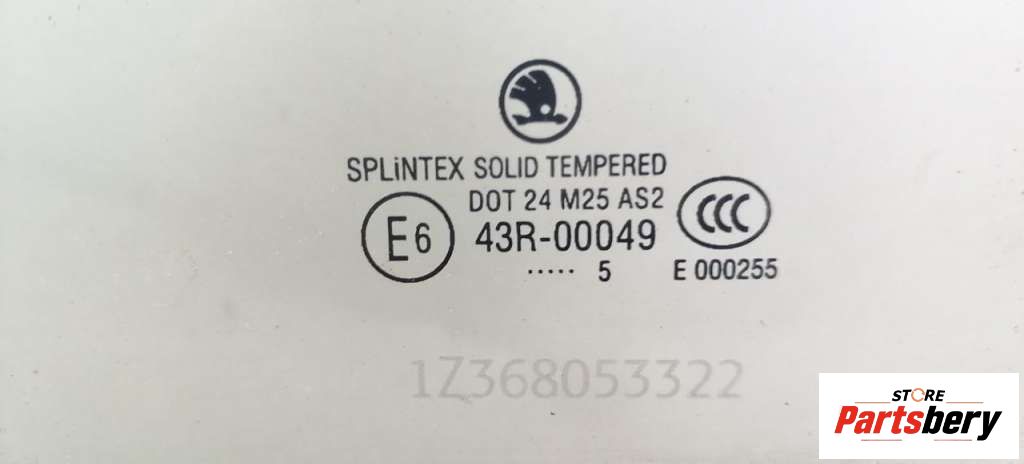 SPLiNTEX SOLID TEMPERED
DOT 24 M25 AS2
CCC
E6
43R-00049
..... 5
E 000255
1Z368053322
STORE
Partsbery